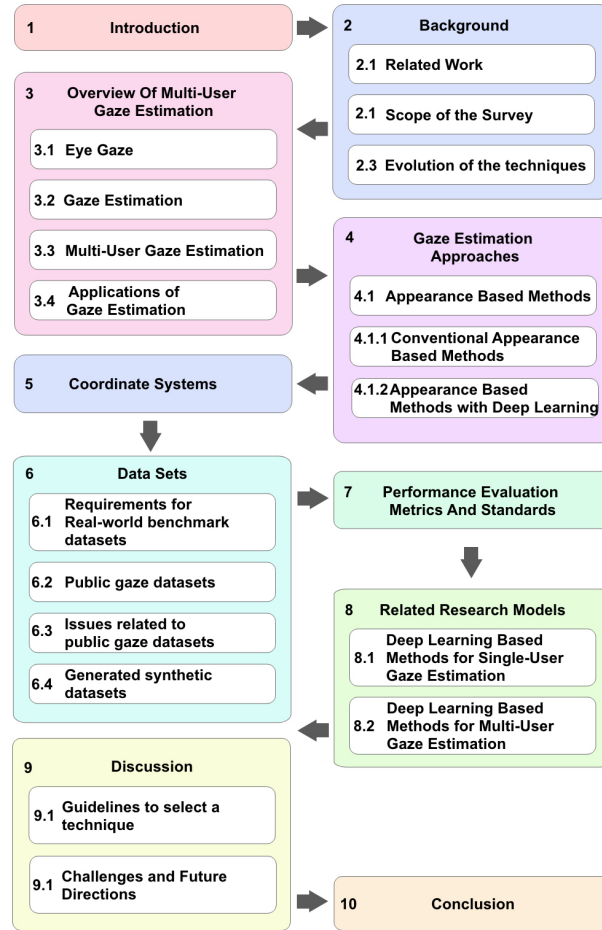 1 Introduction
2 Background
2.1 Related Work
2.1 Scope of the Survey
2.3 Evolution of the techniques
3 Overview Of Multi-User
Gaze Estimation
3.1 Eye Gaze
3.2 Gaze Estimation
3.3 Multi-User Gaze Estimation
3.4 Applications of
Gaze Estimation
4 Gaze Estimation
Approaches
4.1 Appearance Based Methods
4.1.1 Conventional Appearance
Based Methods
4.1.2 Appearance Based
Methods with Deep Learning
5 Coordinate Systems
6 Data Sets
6.1 Requirements for
Real-world benchmark
datasets
6.2 Public gaze datasets
6.3 Issues related to
public gaze datasets
6.4 Generated synthetic
datasets
7 Performance Evaluation
Metrics And Standards
8 Related Research Models
8.1 Deep Learning Based
Methods for Single-User
Gaze Estimation
8.2 Deep Learning Based
Methods for Multi-User
Gaze Estimation
9 Discussion
9.1 Guidelines to select a
technique
9.1 Challenges and Future
Directions
10 Conclusion